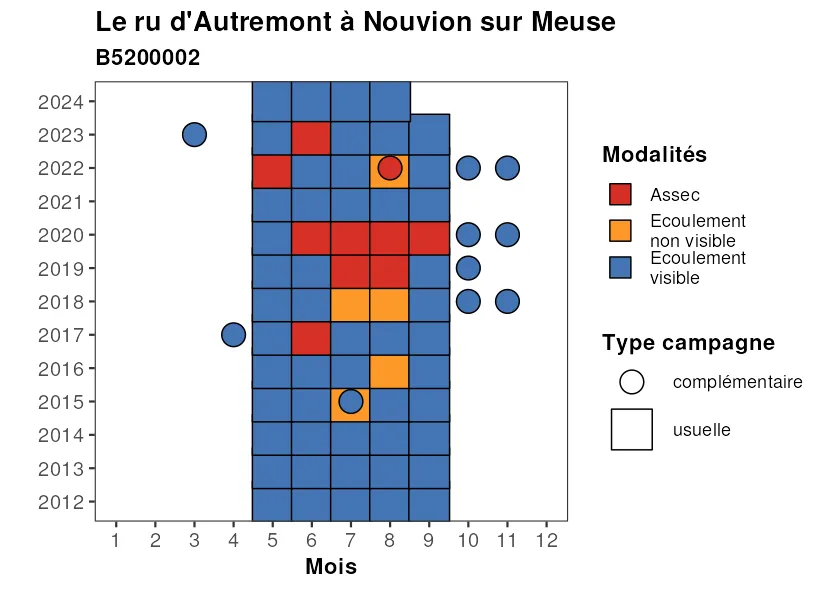 Le ru d'Autremont à Nouvion sur Meuse
B5200002
2024
2023
2022
2021
2020
2019
2018
2017
2016
2015
2014
2013
2012
1 2 3 4 5 6 7 8 9 10 11 12
Mois
Modalités
Assec
Ecoulement
non visible
Ecoulement
visible
Type campagne
complémentaire
usuelle